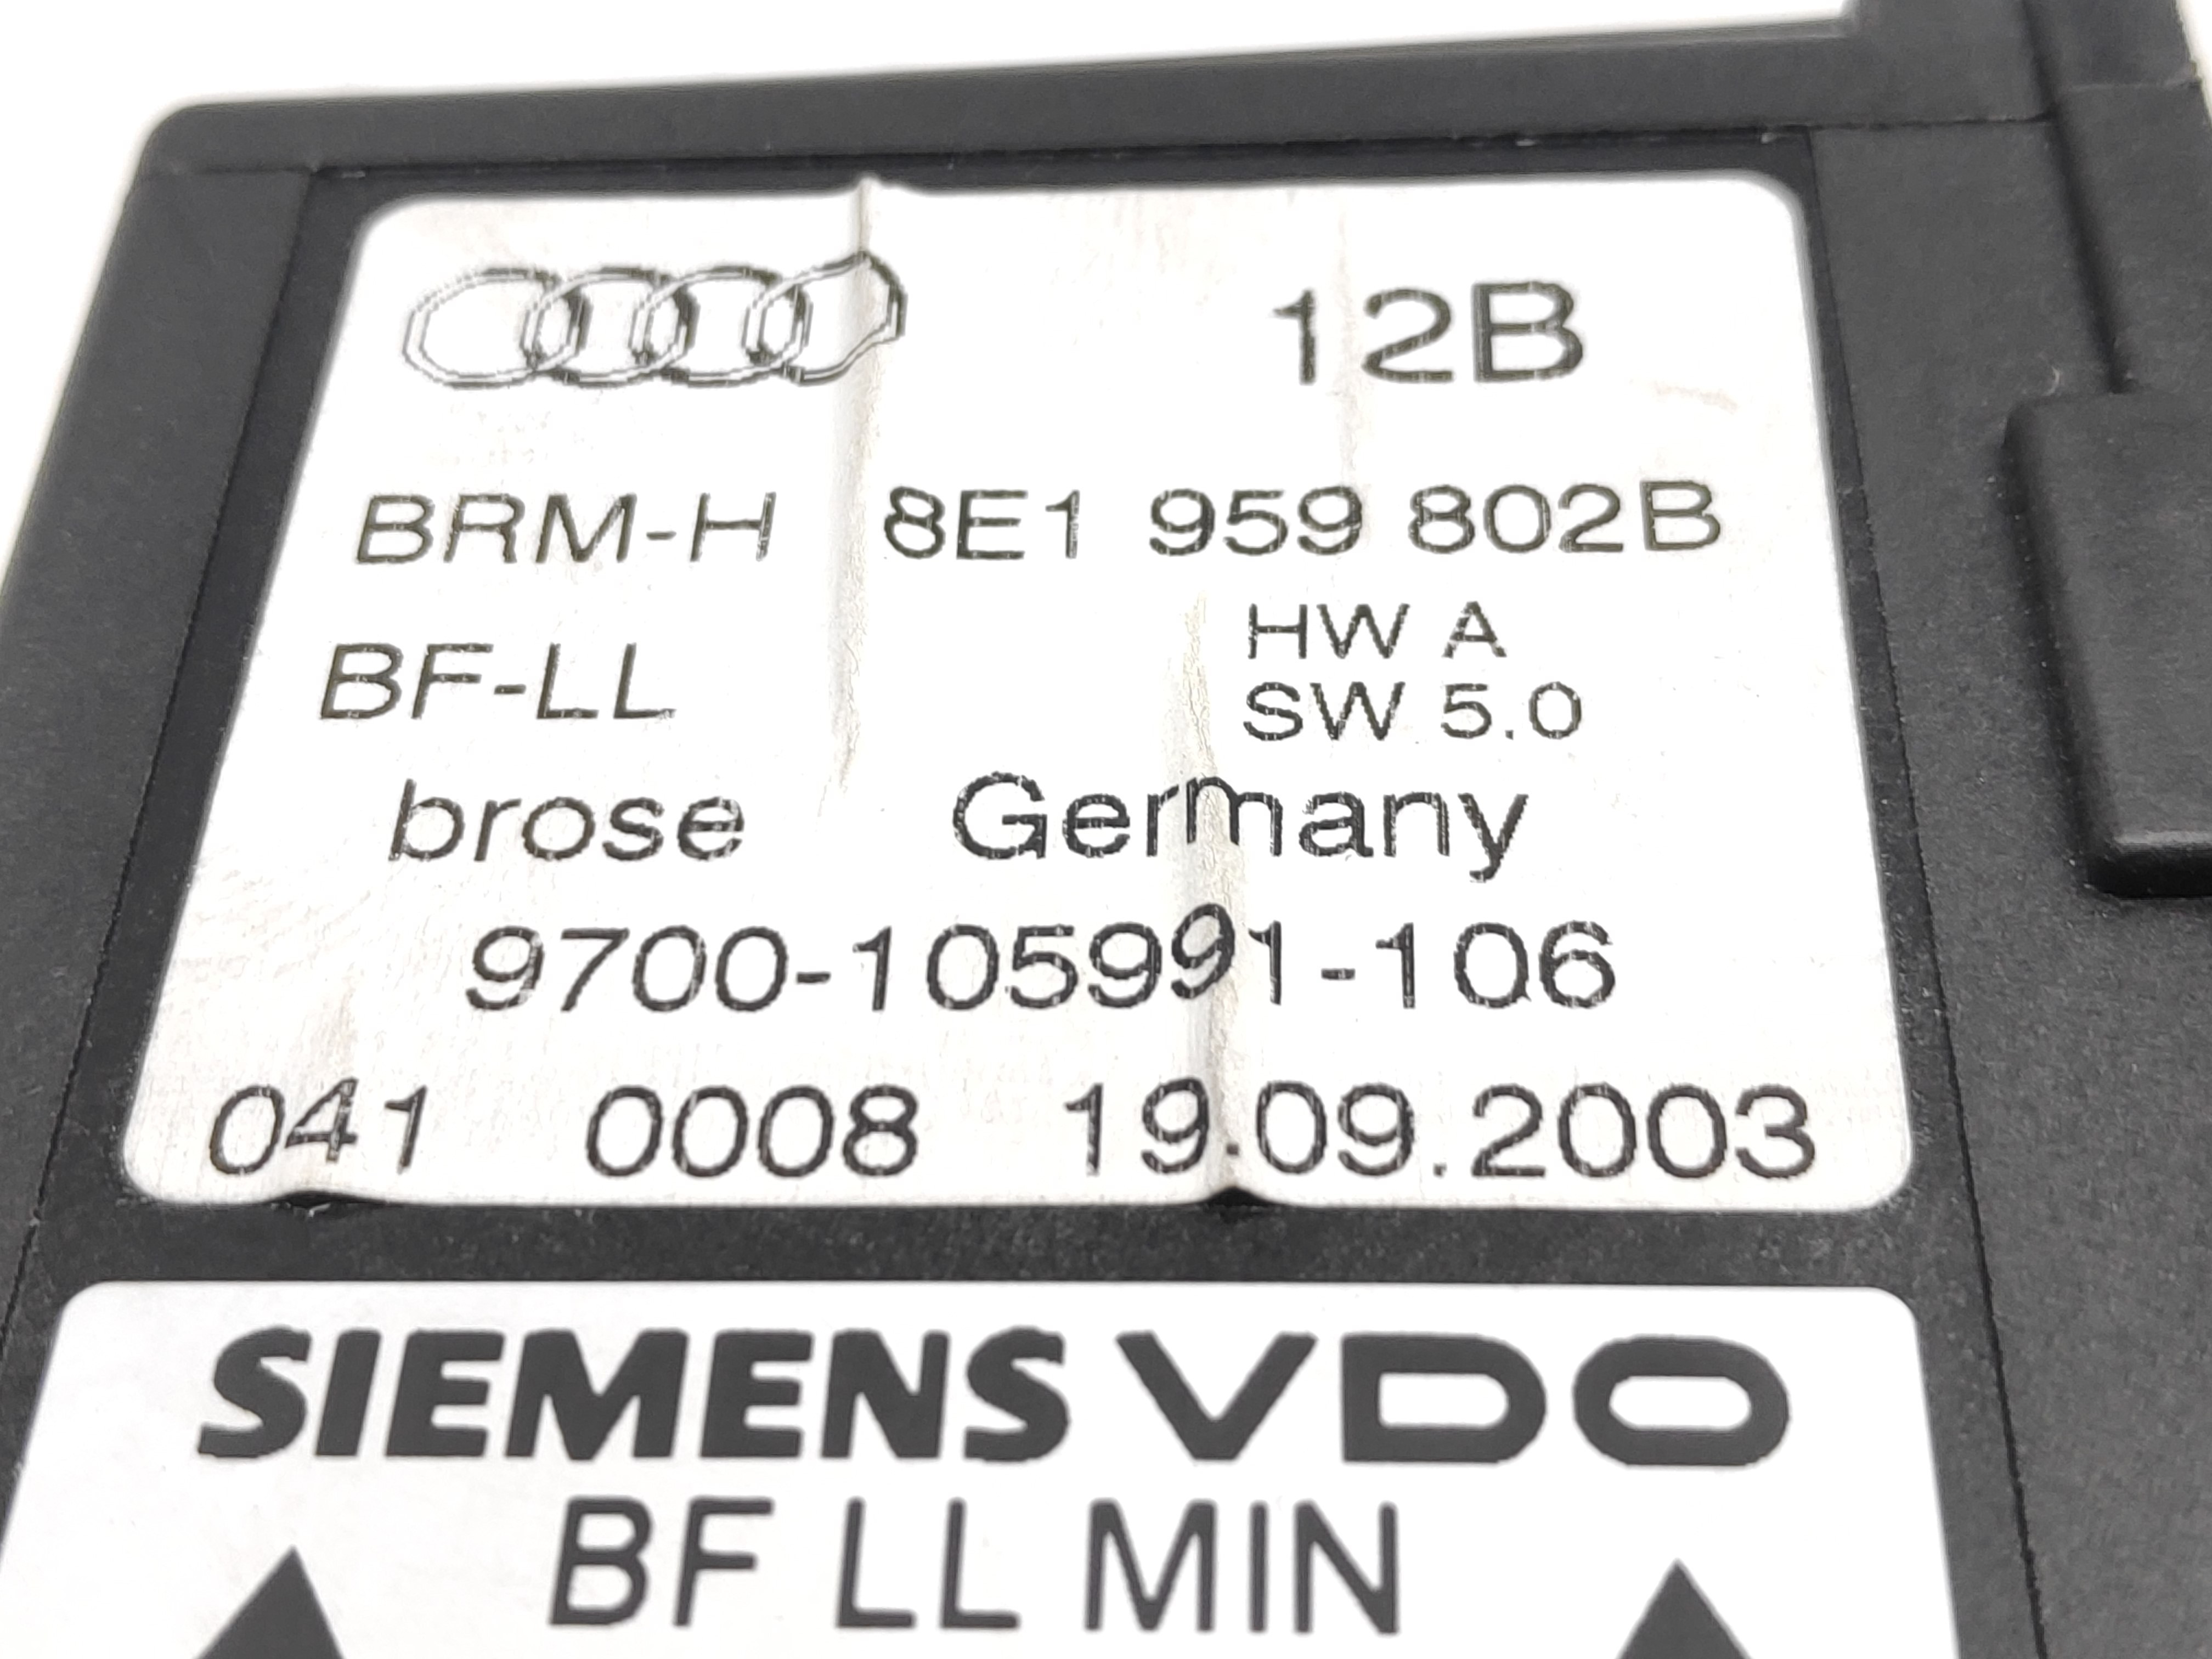 12B
BRM-H 8E1 959 802B
HW A
BF-LL
SW 5.0
brose Germany
9700-105991-106
041 0008 19.09.2003
SIEMENS VDO
BF LL MIN